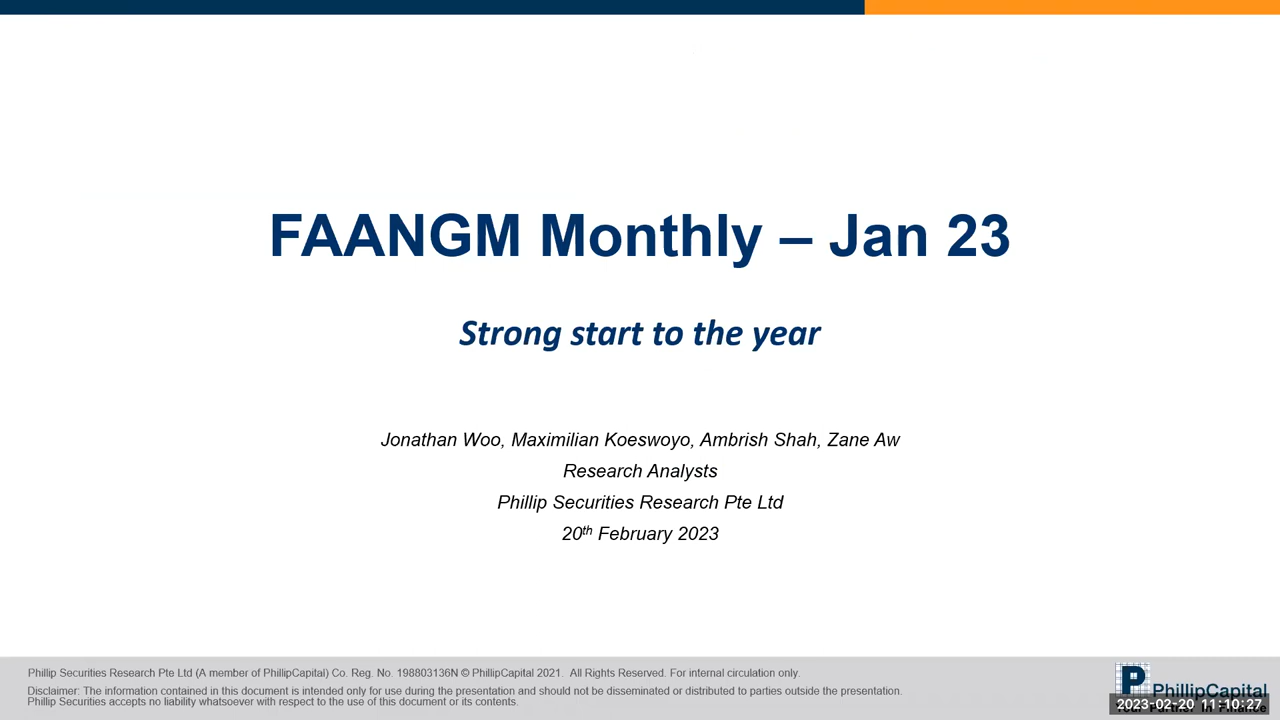 FAANGM Monthly – Jan 23
Strong start to the year
Jonathan Woo, Maximilian Koeswoyo, Ambrish Shah, Zane Aw
Research Analysts
Phillip Securities Research Pte Ltd
20th February 2023
Phillip Securities Research Pte Ltd (A member of PhillipCapital) Co. Reg. No. 198803136N © PhillipCapital 2021. All Rights Reserved. For internal circulation only.
Disclaimer: The information contained in this document is intended only for use during the presentation and should not be disseminated or distributed to parties outside the presentation.
Phillip Securities accepts no liability whatsoever with respect to the use of this document or its contents.
PhillipCapital
Your Partner In Finance
2023-02-20 11:10:27